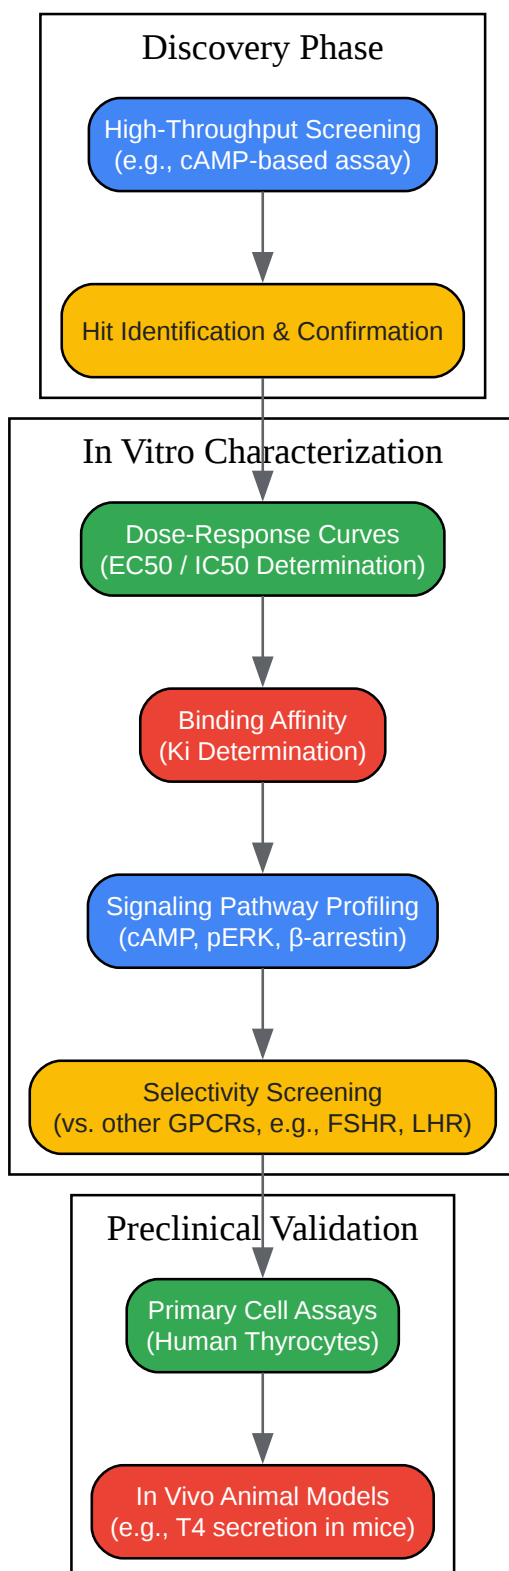 Discovery Phase
High-Throughput Screening
(e.g., cAMP-based assay)
Hit Identification & Confirmation
In Vitro Characterization
Dose-Response Curves
(EC50 / IC50 Determination)
Binding Affinity
(Ki Determination)
Signaling Pathway Profiling
(cAMP, pERK, β-arrestin)
Selectivity Screening
(vs. other GPCRs, e.g., FSHR, LHR)
Preclinical Validation
Primary Cell Assays
(Human Thyrocytes)
In Vivo Animal Models
(e.g., T4 secretion in mice)